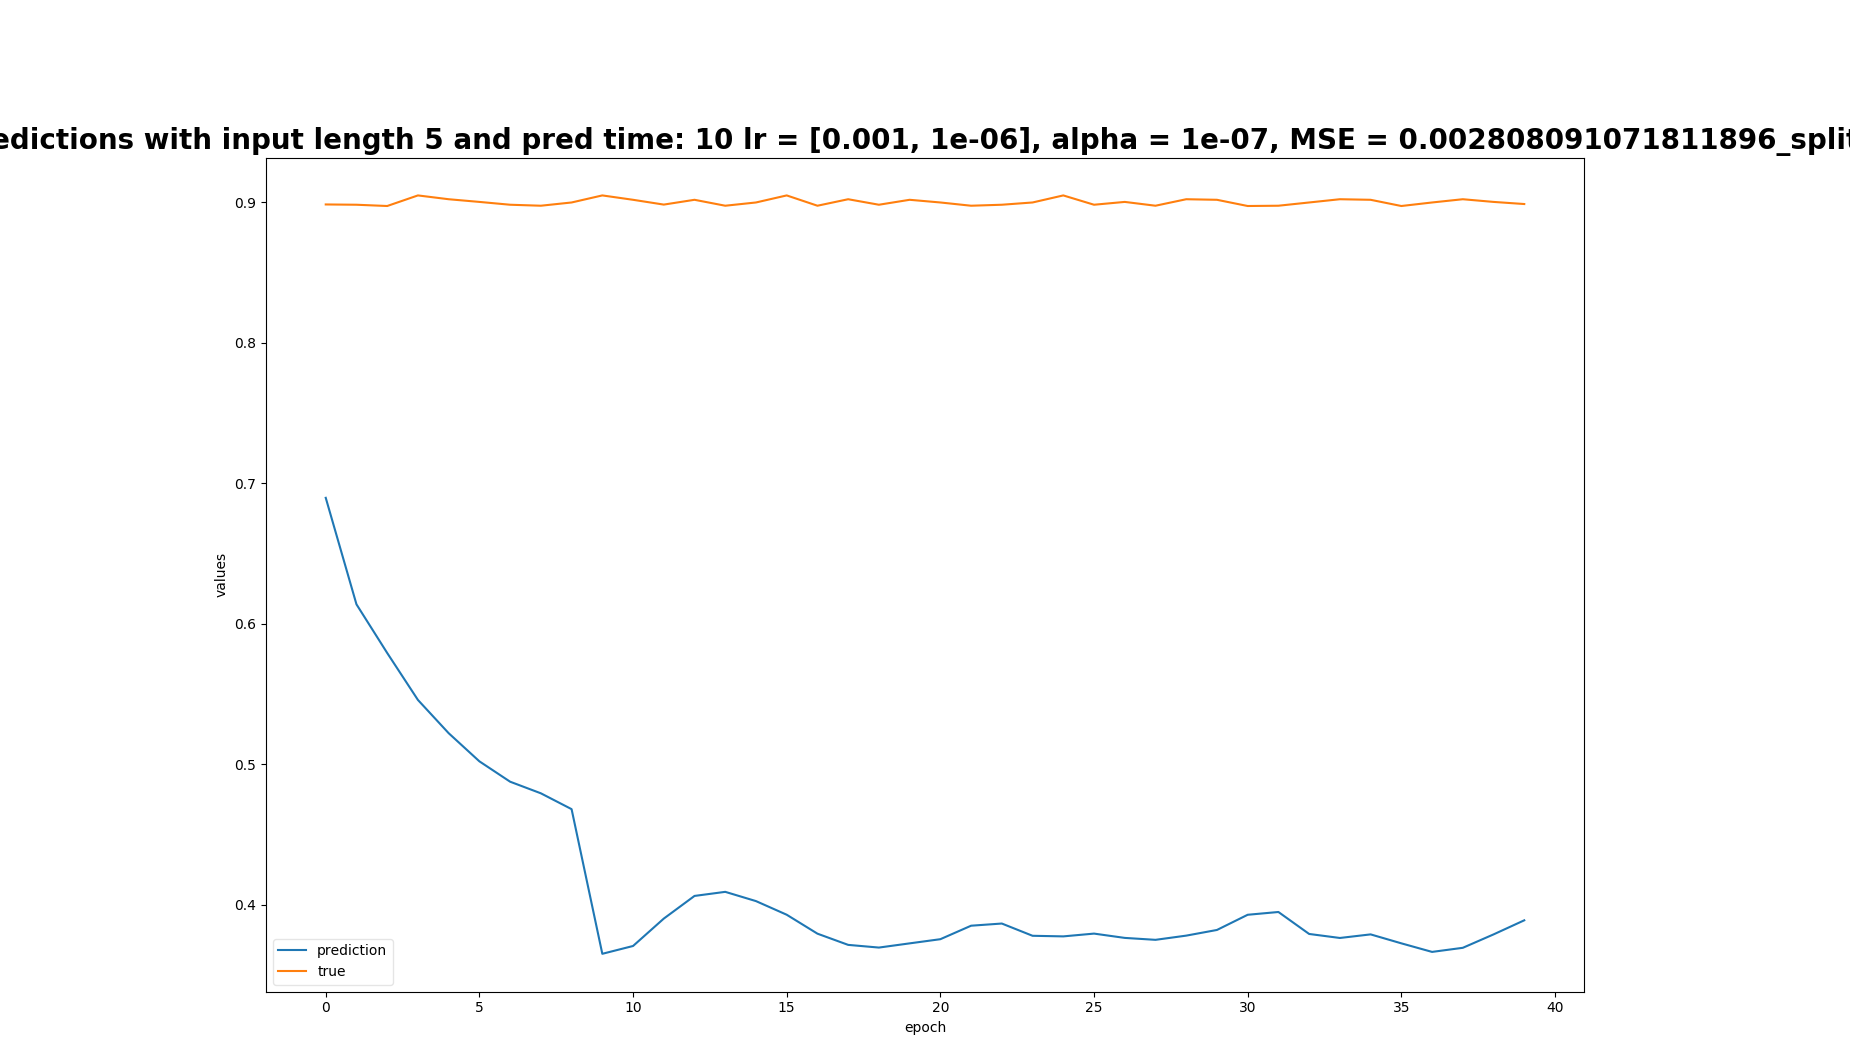 edictions with input length 5 and pred time: 10 lr = [0.001, 1e-06], alpha = 1e-07, MSE = 0.002808091071811896_split
0.9
0.8
0.7
0.6
0.5
0.4
values
prediction
true
0 5 10 15 20 25 30 35 40
epoch